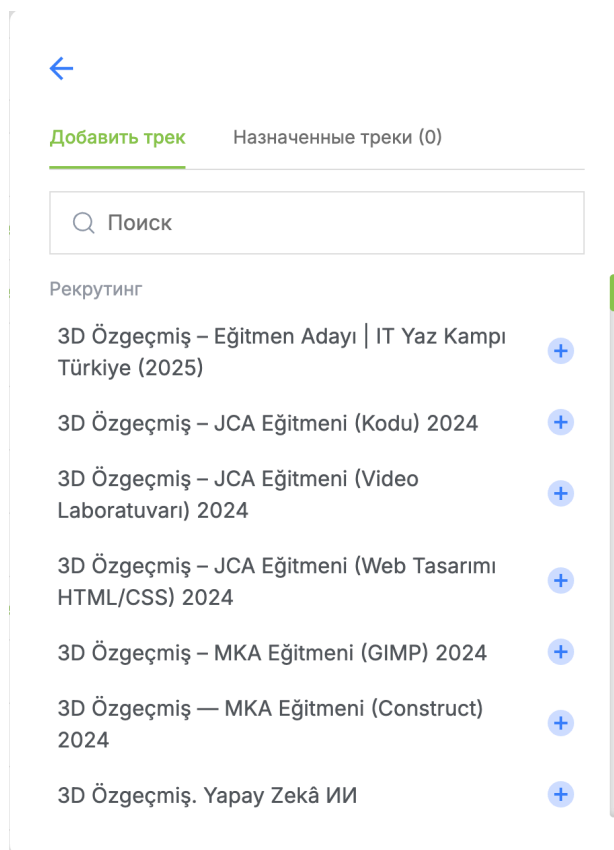 Добавить трек
Назначенные треки (0)
Поиск
Рекрутинг
3D Özgeçmiş – Eğitmen Adayı | IT Yaz Kampı
Türkiye (2025)
3D Özgeçmiş – JCA Eğitmeni (Kodu) 2024
3D Özgeçmiş – JCA Eğitmeni (Video
Laboratuvarı) 2024
3D Özgeçmiş – JCA Eğitmeni (Web Tasarımı
HTML/CSS) 2024
3D Özgeçmiş – MKA Eğitmeni (GIMP) 2024
3D Özgeçmiş — MKA Eğitmeni (Construct)
2024
3D Özgeçmiş. Yapay Zekâ ИИ